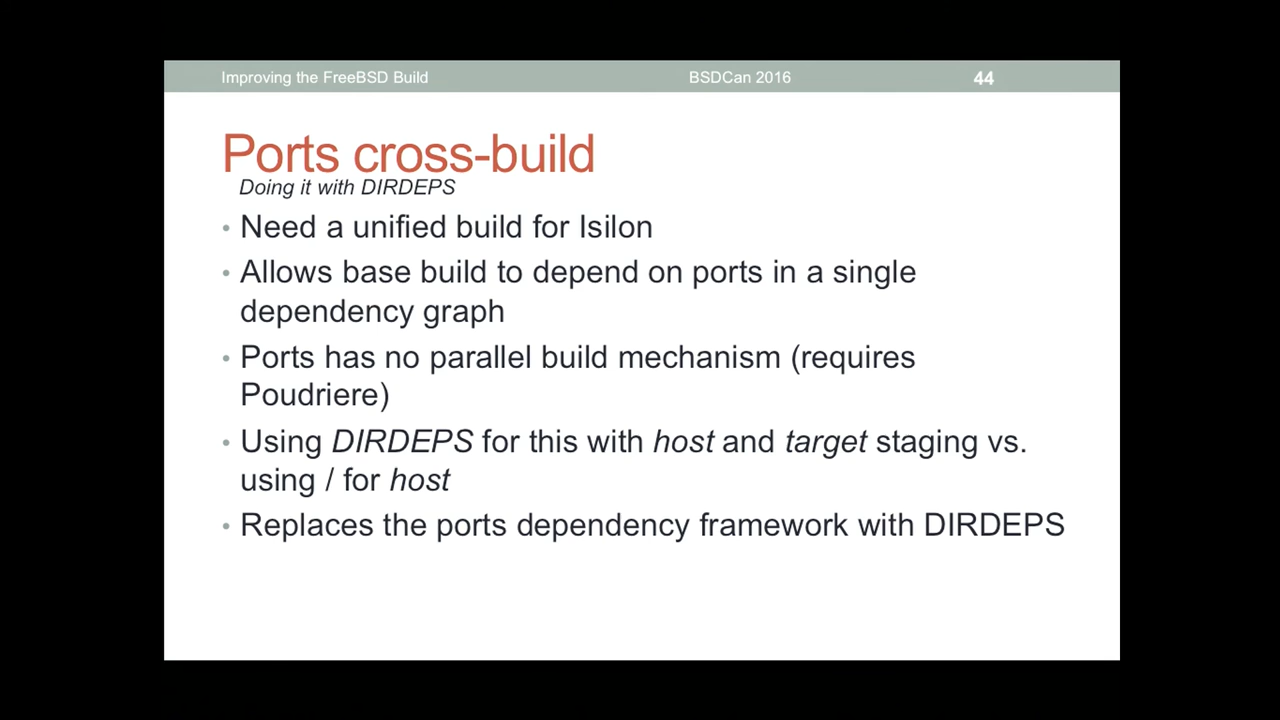 Improving the FreeBSD Build BSDCan 2016 44
Ports cross-build
Doing it with DIRDEPS
• Need a unified build for Isilon
• Allows base build to depend on ports in a single
dependency graph
• Ports has no parallel build mechanism (requires
Poudriere)
• Using DIRDEPS for this with host and target staging vs.
using / for host
• Replaces the ports dependency framework with DIRDEPS